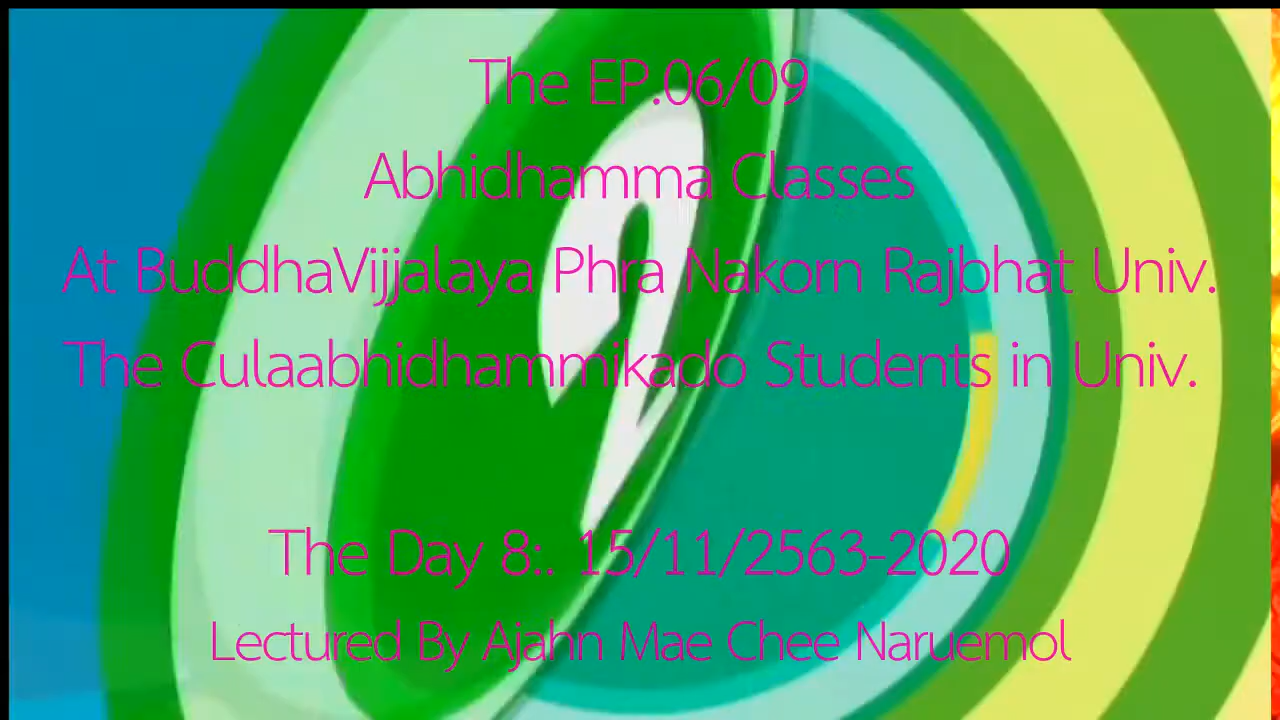 The EP.06/09
Abhidhamma Classes
At BuddhaVijjalaya Phra Nakorn Rajbhat Univ.
The Culaabhidhammikado Students in Univ.
The Day 8:. 15/11/2563-2020
Lectured By Ajahn Mae Chee Naruemol